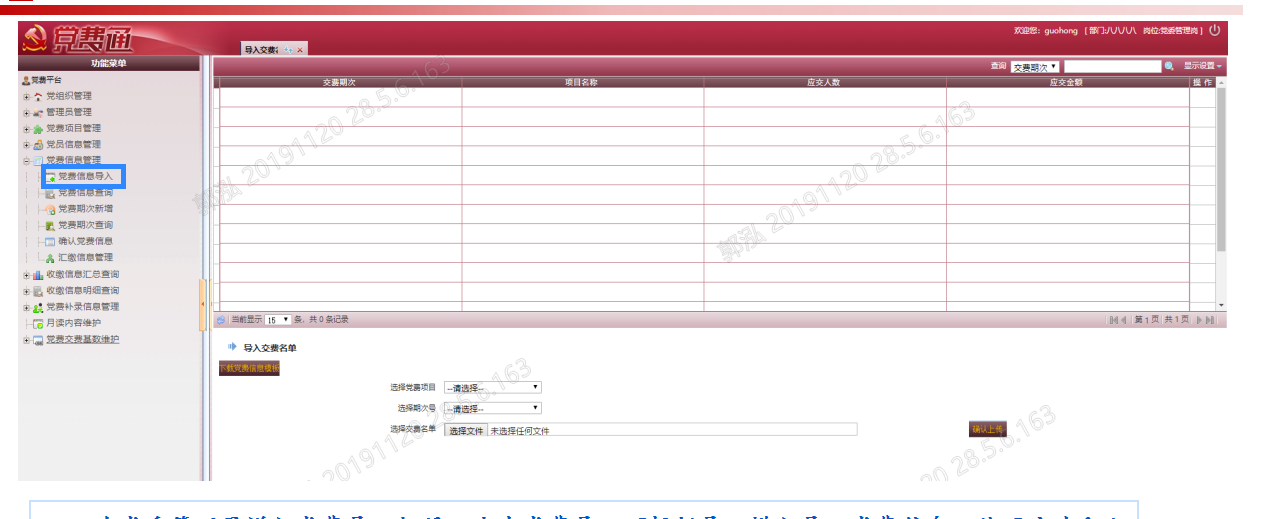 党费通
欢迎您: guohong [部门:/\/\/\/\ 岗位:党委管理岗]
导入交费
功能菜单
查询 交费期次 显示设置
党费平台
交费期次 项目名称 应交人数 应交金额 操作
党组织管理
管理员管理
党费项目管理
党员信息管理
党费信息管理
党费信息导入
党费信息查询
党费期次新增
党费期次查询
确认党费信息
汇缴信息管理
收缴信息汇总查询
收缴信息明细查询
党费补录信息管理
月读内容维护
党费交费基数维护
当前显示 15 条, 共 0 条记录
第 1 页 共 1 页
导入交费名单
下载党费信息模板
选择党费项目 --请选择--
选择期次号 --请选择--
选择交费名单 选择文件 未选择任何文件
确认上传
郭泓 20191120 28.5.6.163
郭泓 20191120 28.5.6.163